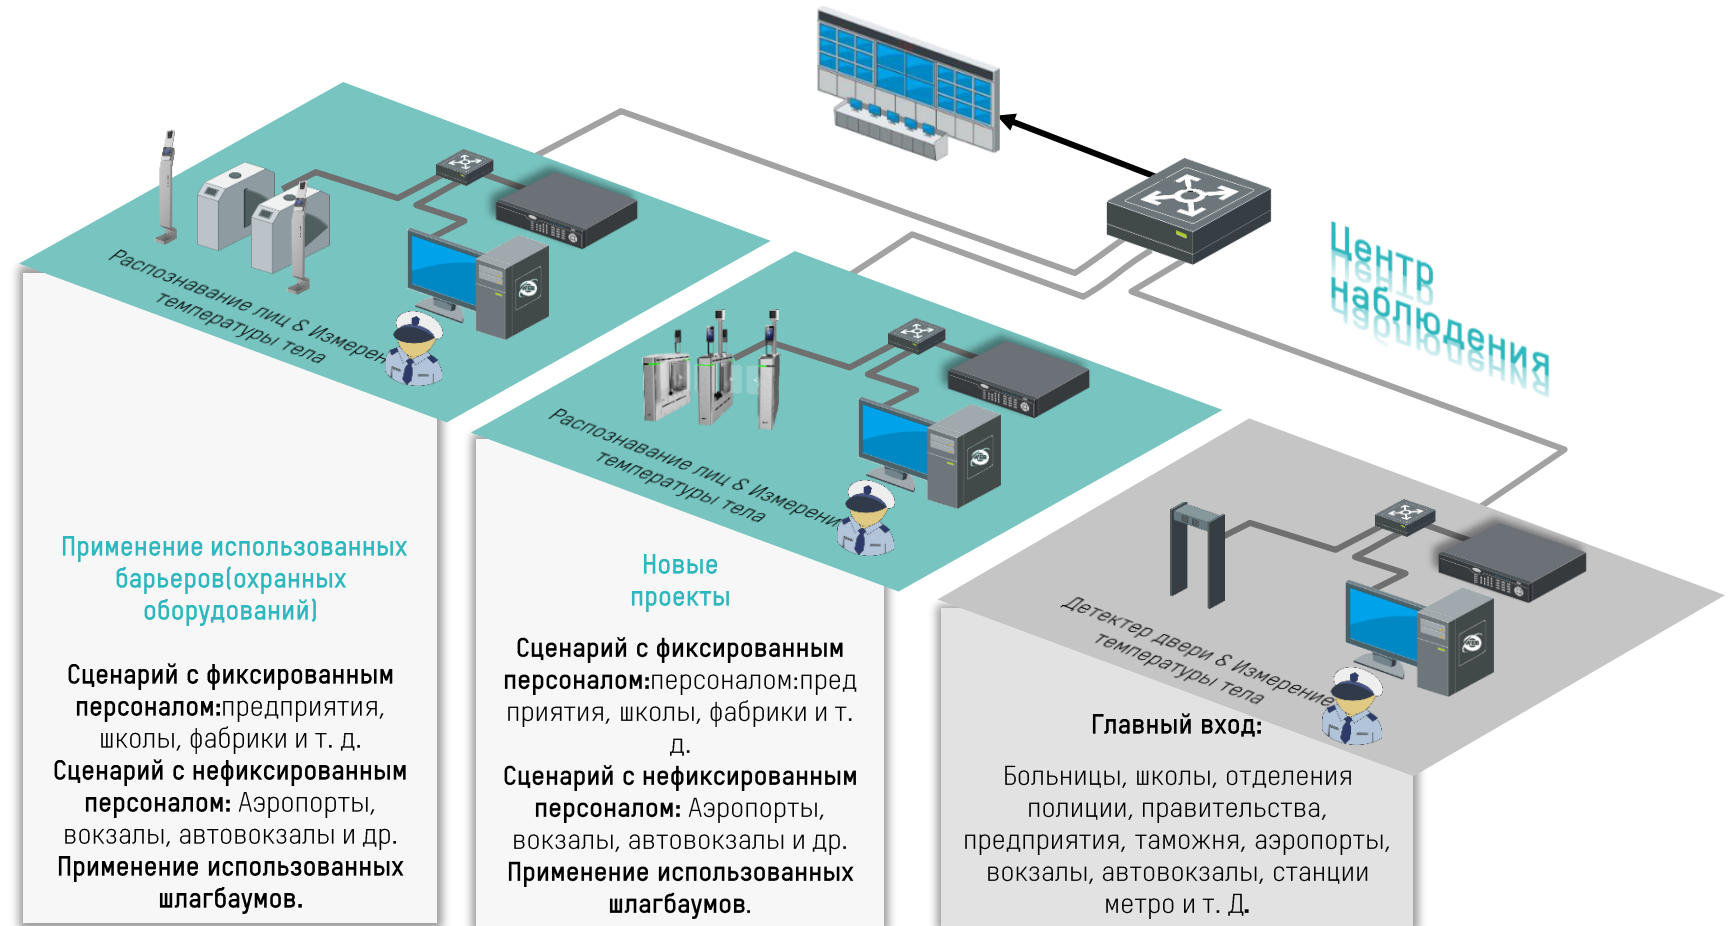 Центр
наблюдения
Распознавание лиц & Измерен
температуры тела
Применение использованных
барьеров(охранных
оборудований)
Сценарий с фиксированным
персоналом:предприятия,
школы, фабрики и т. д.
Сценарий с нефиксированным
персоналом: Аэропорты,
вокзалы, автовокзалы и др.
Применение использованных
шлагбаумов.
Распознавание лиц & Измерени
температуры тела
Новые
проекты
Сценарий с фиксированным
персоналом:персоналом:пред
приятия, школы, фабрики и т.
д.
Сценарий с нефиксированным
персоналом: Аэропорты,
вокзалы, автовокзалы и др.
Применение использованных
шлагбаумов.
Детектер двери & Измерение
температуры тела
Главный вход:
Больницы, школы, отделения
полиции, правительства,
предприятия, таможня, аэропорты,
вокзалы, автовокзалы, станции
метро и т. Д.